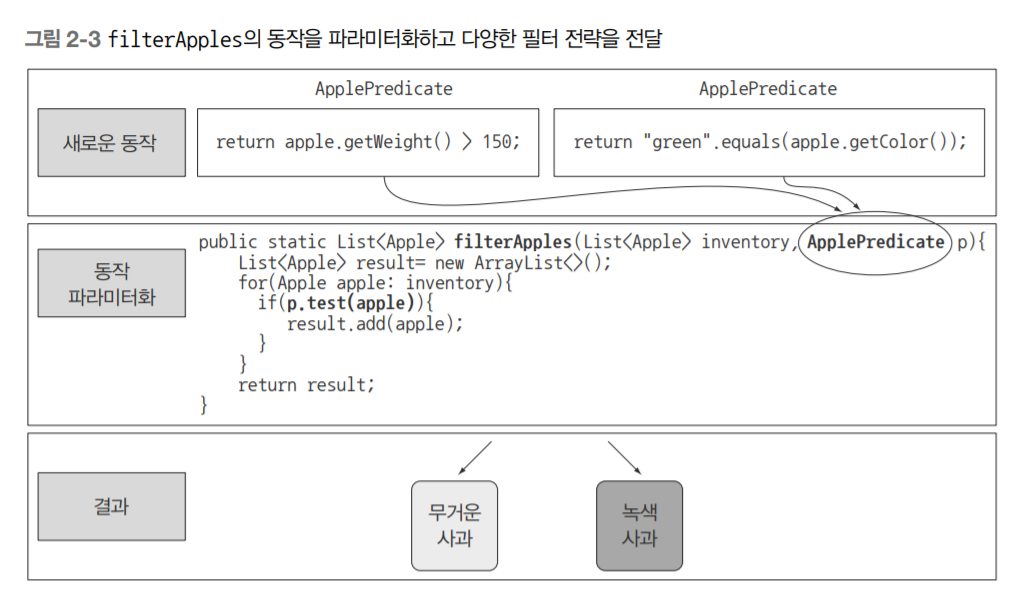 그림 2-3 filterApples의 동작을 파라미터화하고 다양한 필터 전략을 전달
ApplePredicate
ApplePredicate
새로운 동작
return apple.getWeight() > 150;
return "green".equals(apple.getColor());
동작
파라미터화
public static List<Apple> filterApples(List<Apple> inventory, ApplePredicate p){
List<Apple> result= new ArrayList<>();
for(Apple apple: inventory){
if(p.test(apple)){
result.add(apple);
}
}
return result;
}
결과
무거운
사과
녹색
사과